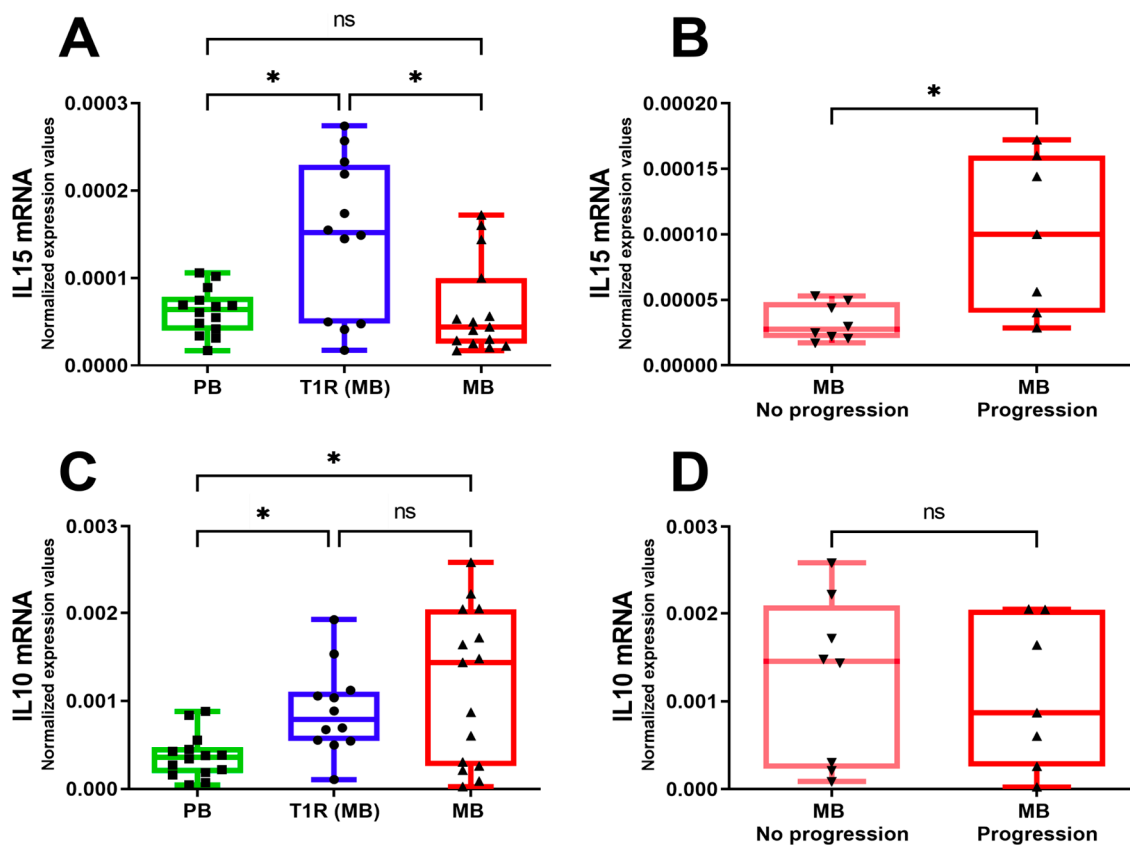 A
ns
*
*
IL15 mRNA
Normalized expression values
0.0003
0.0002
0.0001
0.0000
PB
T1R (MB)
MB
B
*
IL15 mRNA
Normalized expression values
0.00020
0.00015
0.00010
0.00005
0.00000
MB
No progression
MB
Progression
C
*
*
ns
IL10 mRNA
Normalized expression values
0.003
0.002
0.001
0.000
PB
T1R (MB)
MB
D
ns
IL10 mRNA
Normalized expression values
0.003
0.002
0.001
0.000
MB
No progression
MB
Progression